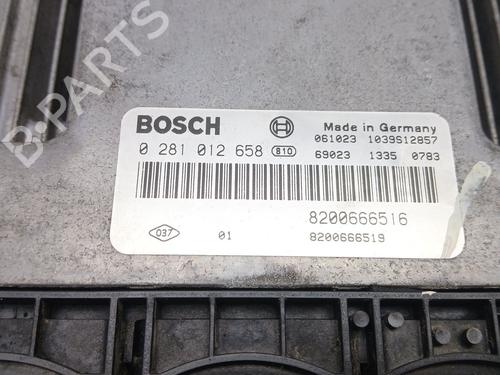 B-PARTS
BOSCH
Made in Germany
061023 1039S12857
0 281 012 658 810
69023 1335 0783
8200666516
037
01
8200666519